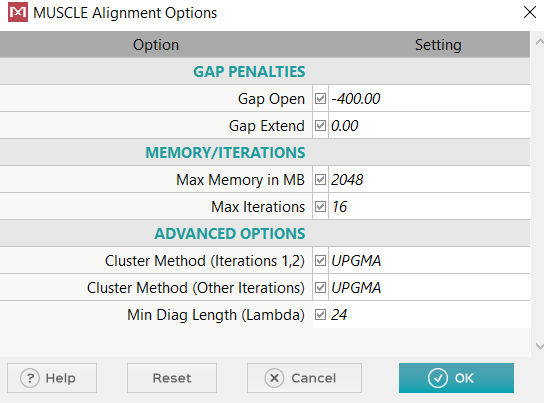 MUSCLE Alignment Options
Option Setting
GAP PENALTIES
Gap Open -400.00
Gap Extend 0.00
MEMORY/ITERATIONS
Max Memory in MB 2048
Max Iterations 16
ADVANCED OPTIONS
Cluster Method (Iterations 1,2) UPGMA
Cluster Method (Other Iterations) UPGMA
Min Diag Length (Lambda) 24
? Help Reset Cancel OK